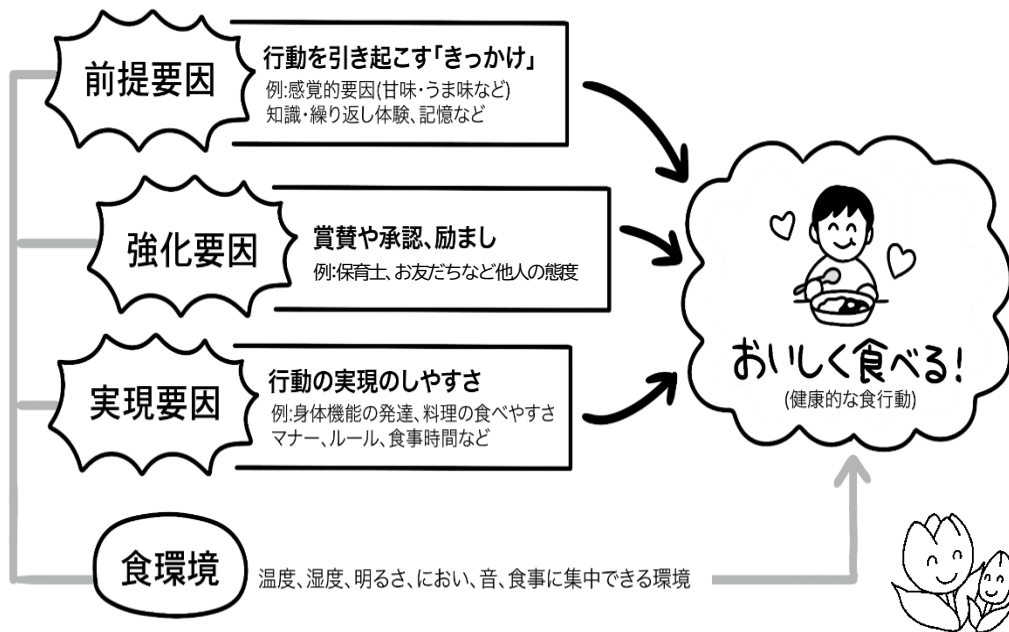 前提要因
行動を引き起こす「きっかけ」
例:感覚的要因(甘味・うま味など)
知識・繰り返し体験、記憶など
強化要因
賞賛や承認、励まし
例:保育士、お友だちなど他人の態度
実現要因
行動の実現のしやすさ
例:身体機能の発達、料理の食べやすさ
マナー、ルール、食事時間など
食環境
温度、湿度、明るさ、におい、音、食事に集中できる環境
おいしく食べる!
(健康的な食行動)